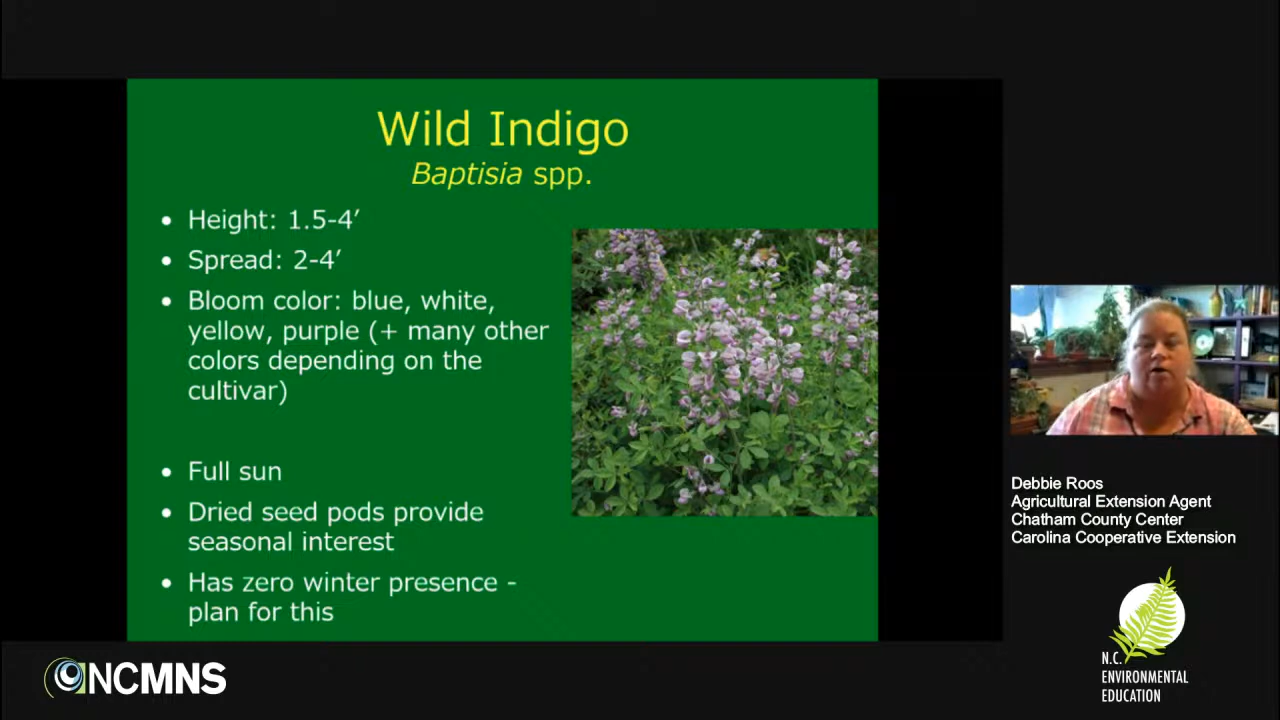 Wild Indigo
Baptisia spp.
• Height: 1.5-4’
• Spread: 2-4’
• Bloom color: blue, white,
yellow, purple (+ many other
colors depending on the
cultivar)
• Full sun
• Dried seed pods provide
seasonal interest
• Has zero winter presence -
plan for this
Debbie Roos
Agricultural Extension Agent
Chatham County Center
Carolina Cooperative Extension
NCMNS
N.C.
ENVIRONMENTAL
EDUCATION